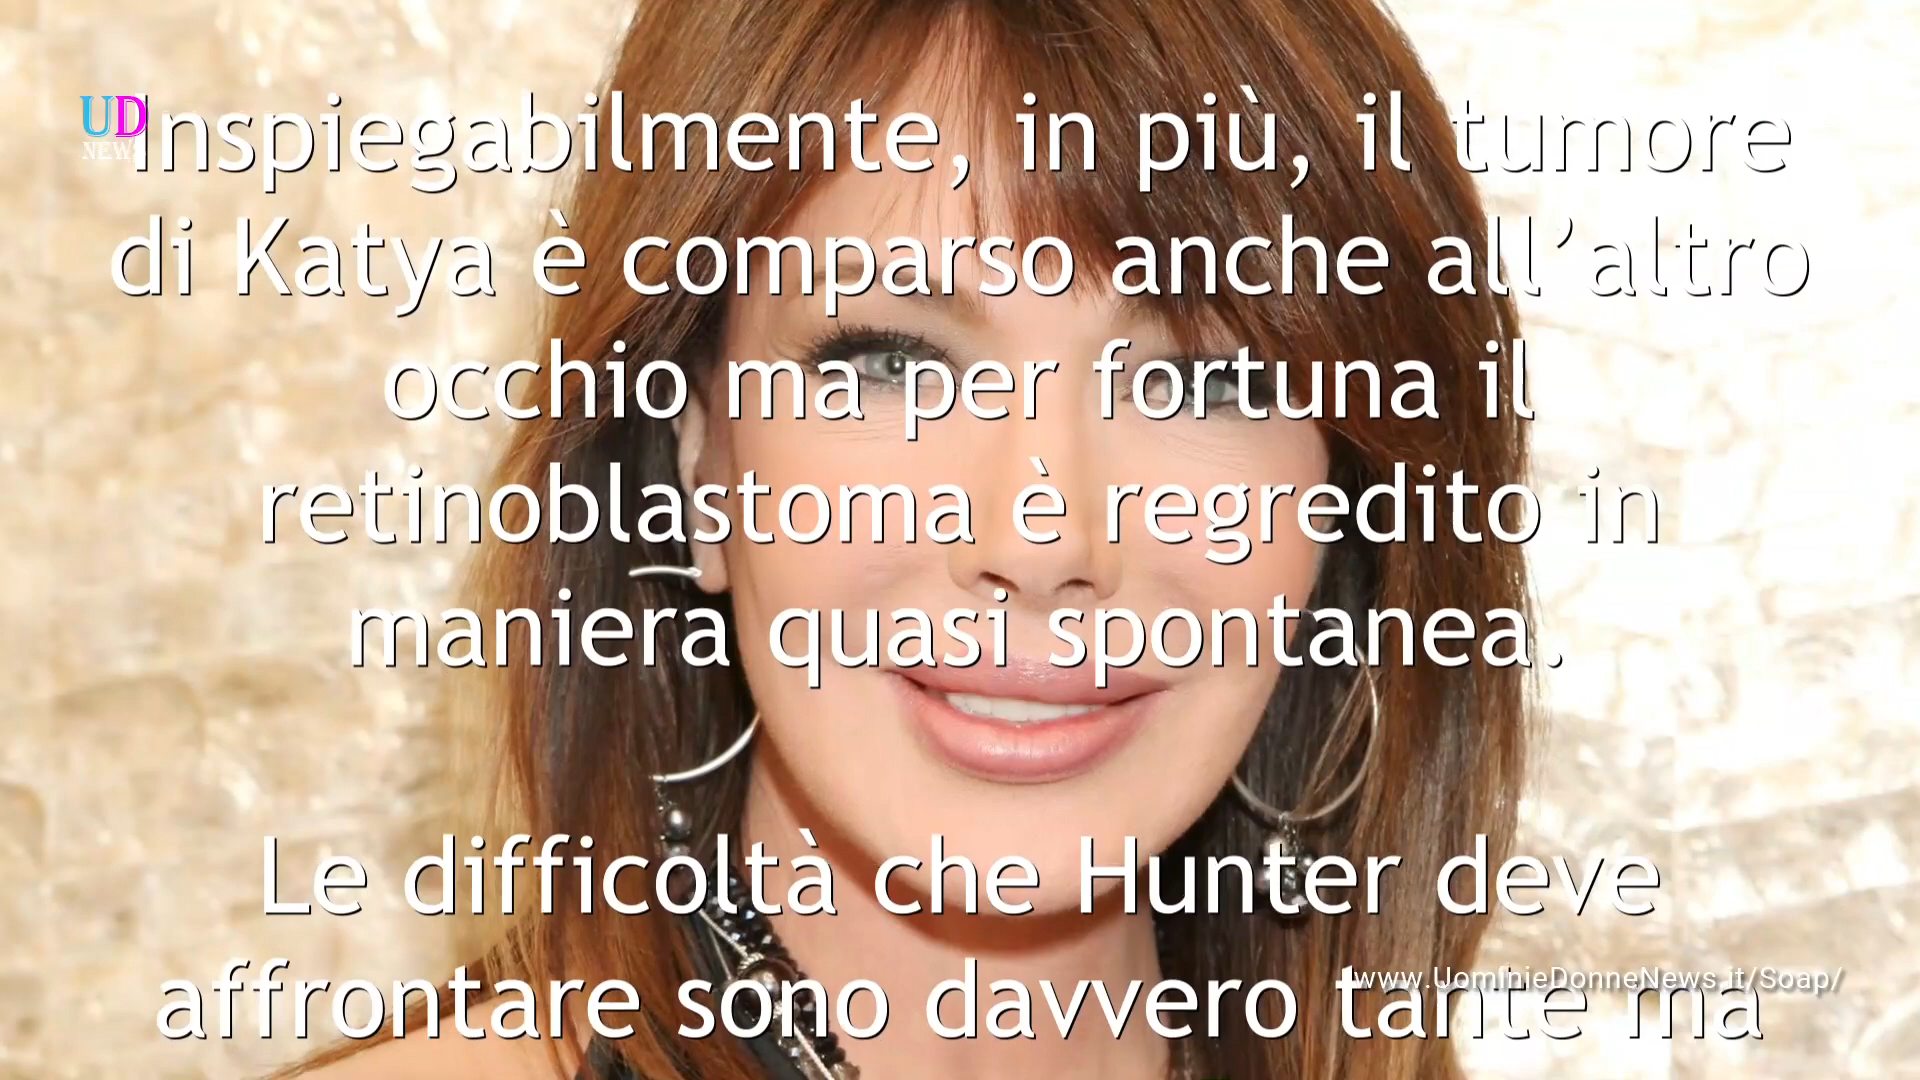 UD
NEWS
Inspiegabilmente, in più, il tumore
di Katya è comparso anche all’altro
occhio ma per fortuna il
retinoblastoma è regredito in
maniera quasi spontanea.
Le difficoltà che Hunter deve
affrontare sono davvero tante ma
www.UominieDonneNews.it/Soap/